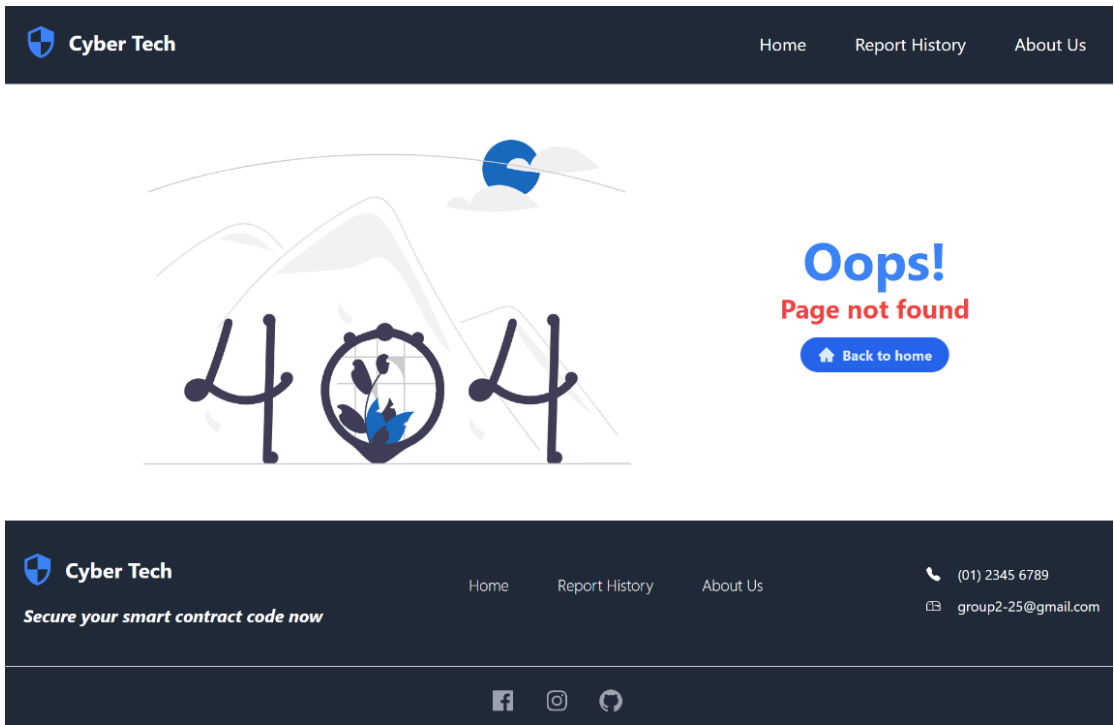 Cyber Tech
Home Report History About Us
404
Oops!
Page not found
Back to home
Cyber Tech
Secure your smart contract code now
Home Report History About Us
(01) 2345 6789
group2-25@gmail.com